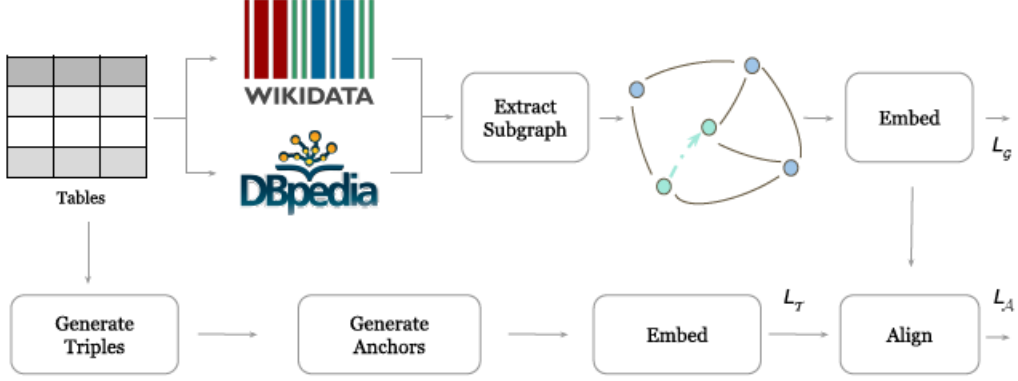 WIKIDATA
Extract
Subgraph
Embed
L𝒢
DBpedia
Tables
Generate
Triples
Generate
Anchors
Embed
L𝒯
Align
L𝒜